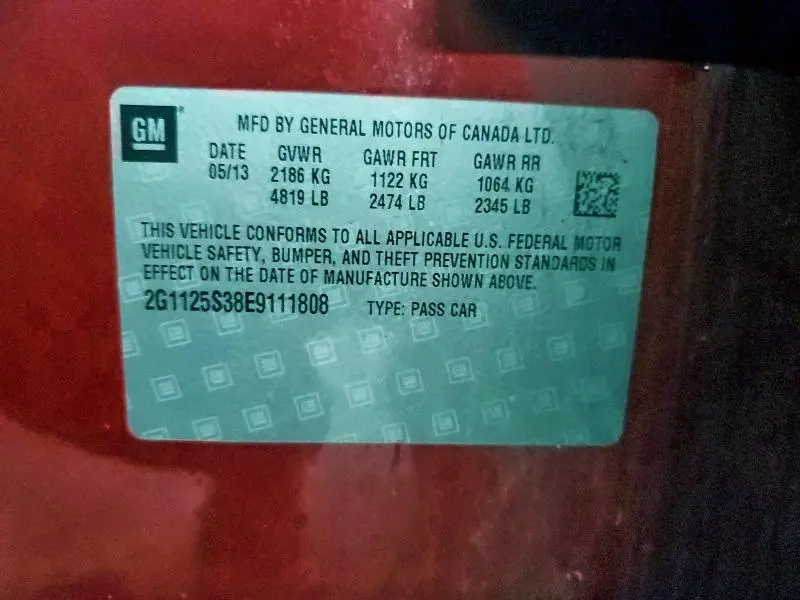 GM
MFD BY GENERAL MOTORS OF CANADA LTD.
DATE GVWR GAWR FRT GAWR RR
05/13 2186 KG 1122 KG 1064 KG
4819 LB 2474 LB 2345 LB
THIS VEHICLE CONFORMS TO ALL APPLICABLE U.S. FEDERAL MOTOR
VEHICLE SAFETY, BUMPER, AND THEFT PREVENTION STANDARDS IN
EFFECT ON THE DATE OF MANUFACTURE SHOWN ABOVE.
2G1125S38E9111808 TYPE: PASS CAR